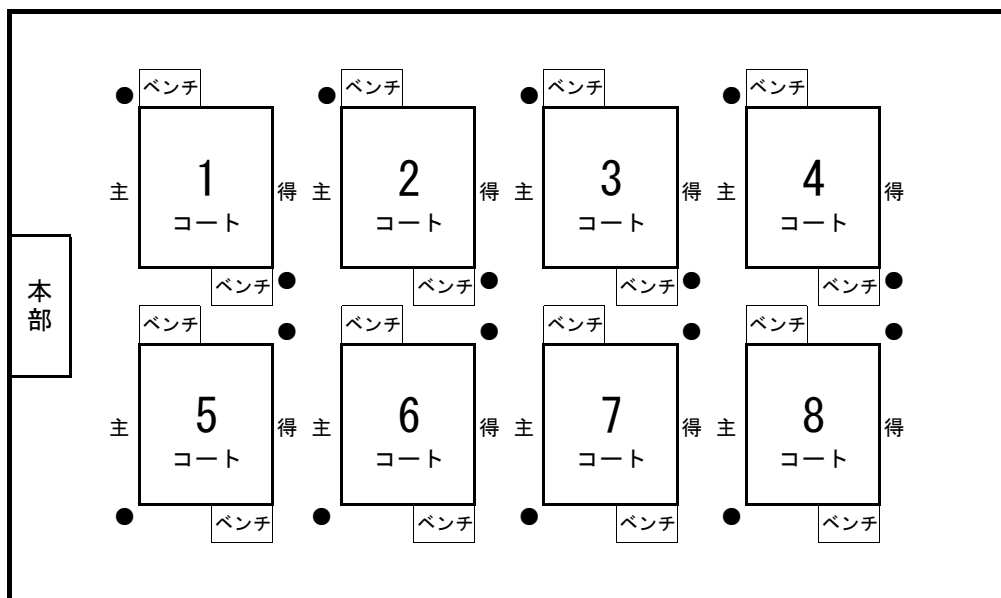 ベンチ ベンチ ベンチ ベンチ
1 2 3 4
主 得 主 得 主 得 主 得
コート コート コート コート
ベンチ ベンチ ベンチ ベンチ
本部
ベンチ ベンチ ベンチ ベンチ
5 6 7 8
主 得 主 得 主 得 主 得
コート コート コート コート
ベンチ ベンチ ベンチ ベンチ